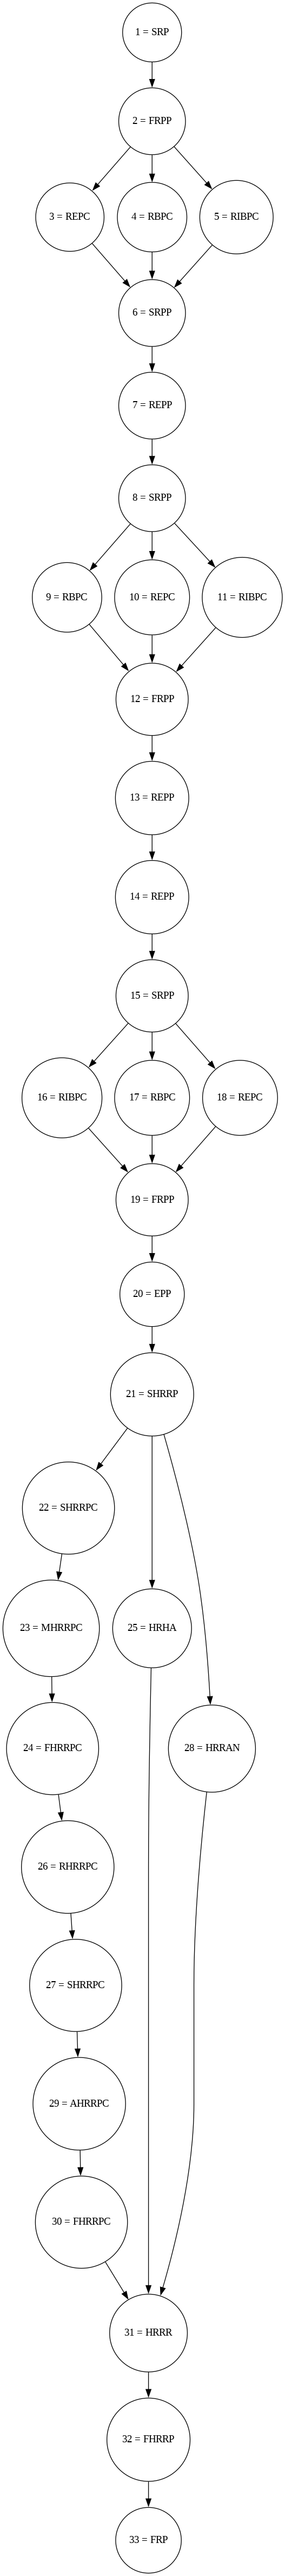 1 = SRP
2 = FRPP
3 = REPC
4 = RBPC
5 = RIBPC
6 = SRPP
7 = REPP
8 = SRPP
9 = RBPC
10 = REPC
11 = RIBPC
12 = FRPP
13 = REPP
14 = REPP
15 = SRPP
16 = RIBPC
17 = RBPC
18 = REPC
19 = FRPP
20 = EPP
21 = SHRRP
22 = SHRRPC
23 = MHRRPC
25 = HRHA
24 = FHRRPC
28 = HRRAN
26 = RHRRPC
27 = SHRRPC
29 = AHRRPC
30 = FHRRPC
31 = HRRR
32 = FHRRP
33 = FRP